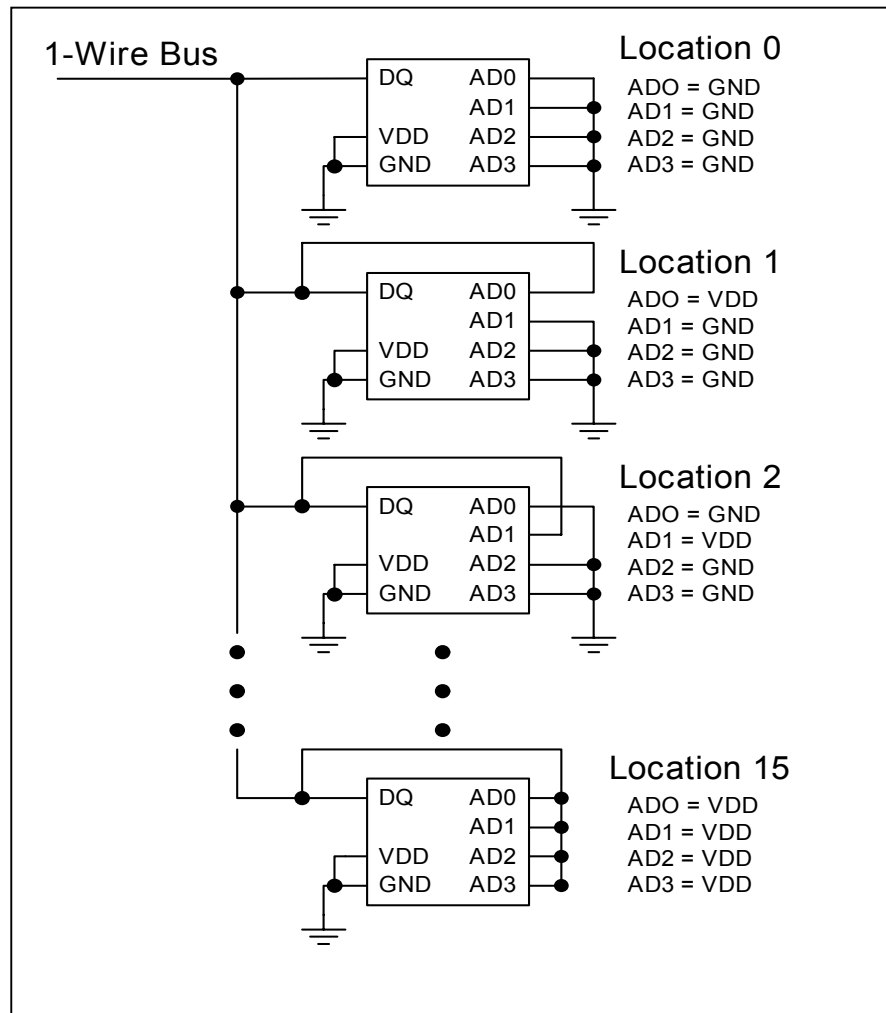 1-Wire Bus
DQ AD0
AD1
VDD AD2
GND AD3
Location 0
ADO = GND
AD1 = GND
AD2 = GND
AD3 = GND
DQ AD0
AD1
VDD AD2
GND AD3
Location 1
ADO = VDD
AD1 = GND
AD2 = GND
AD3 = GND
DQ AD0
AD1
VDD AD2
GND AD3
Location 2
ADO = GND
AD1 = VDD
AD2 = GND
AD3 = GND
DQ AD0
AD1
VDD AD2
GND AD3
Location 15
ADO = VDD
AD1 = VDD
AD2 = VDD
AD3 = VDD